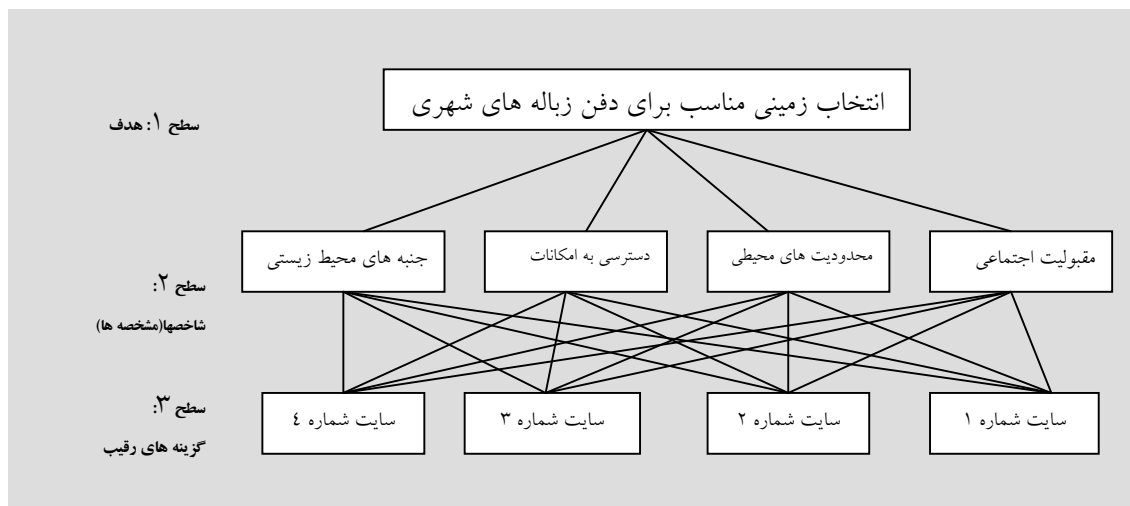 انتخاب زمینی مناسب برای دفن زباله های شهری
سطح ۱: هدف
مقبولیت اجتماعی
محدودیت های محیطی
دسترسی به امکانات
جنبه های محیط زیستی
سطح ۲:
شاخصها(مشخصه ها)
سایت شماره ۱
سایت شماره ۲
سایت شماره ۳
سایت شماره ٤
سطح ۳:
گزینه های رقیب